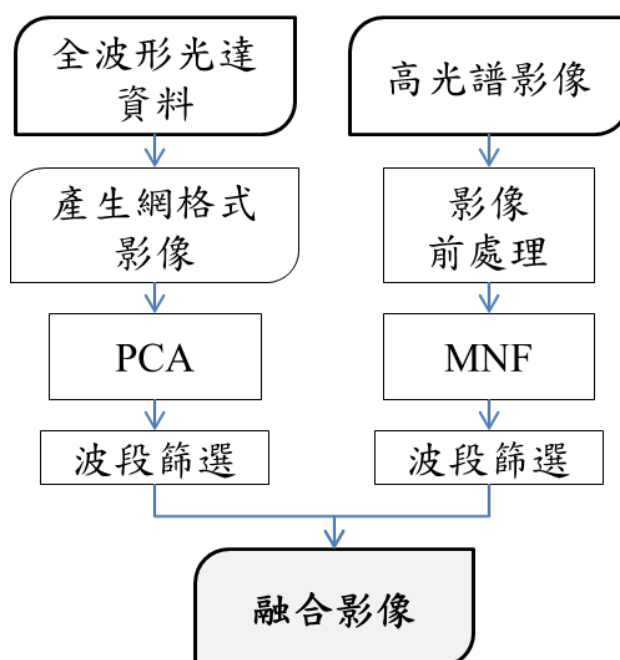 全波形光達
資料
產生網格式
影像
PCA
波段篩選
高光譜影像
影像
前處理
MNF
波段篩選
融合影像